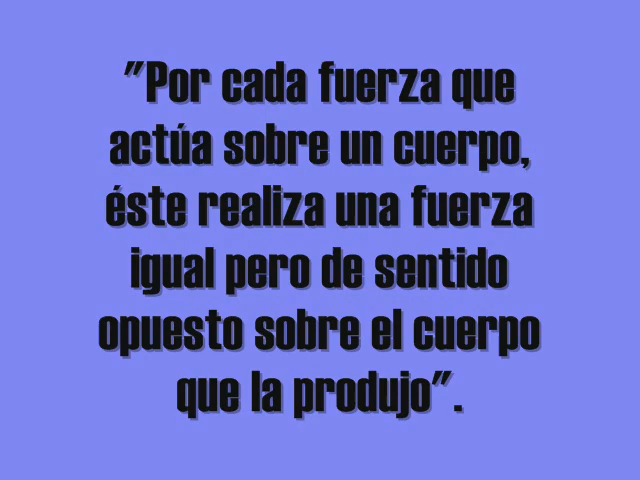 "Por cada fuerza que
actúa sobre un cuerpo,
éste realiza una fuerza
igual pero de sentido
opuesto sobre el cuerpo
que la produjo".